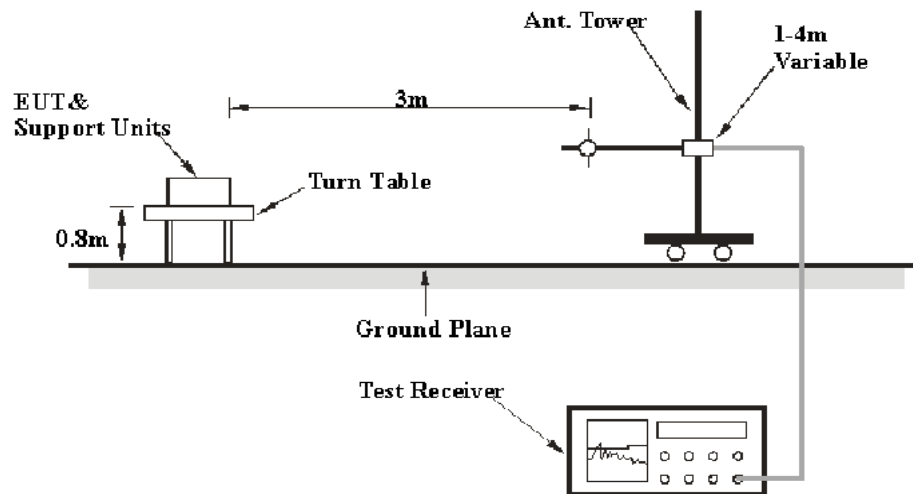 Ant. Tower
1-4m
Variable
3m
EUT&
Support Units
Turn Table
0.8m
Ground Plane
Test Receiver